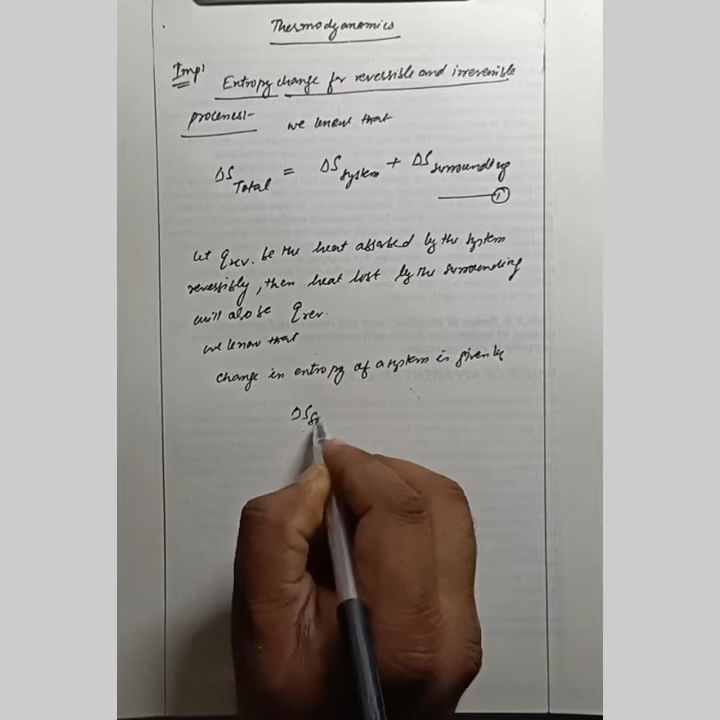 Thermodynamics
Imp!
Entropy change for reversible and irreversible
process:- we know that
ΔS Total = ΔS system + ΔS surrounding
①
let qrev. be the heat absorbed by the system
reversibly, then heat lost by the surrounding
will also be qrev.
we know that
change in entropy of a system is given by
ΔSsy